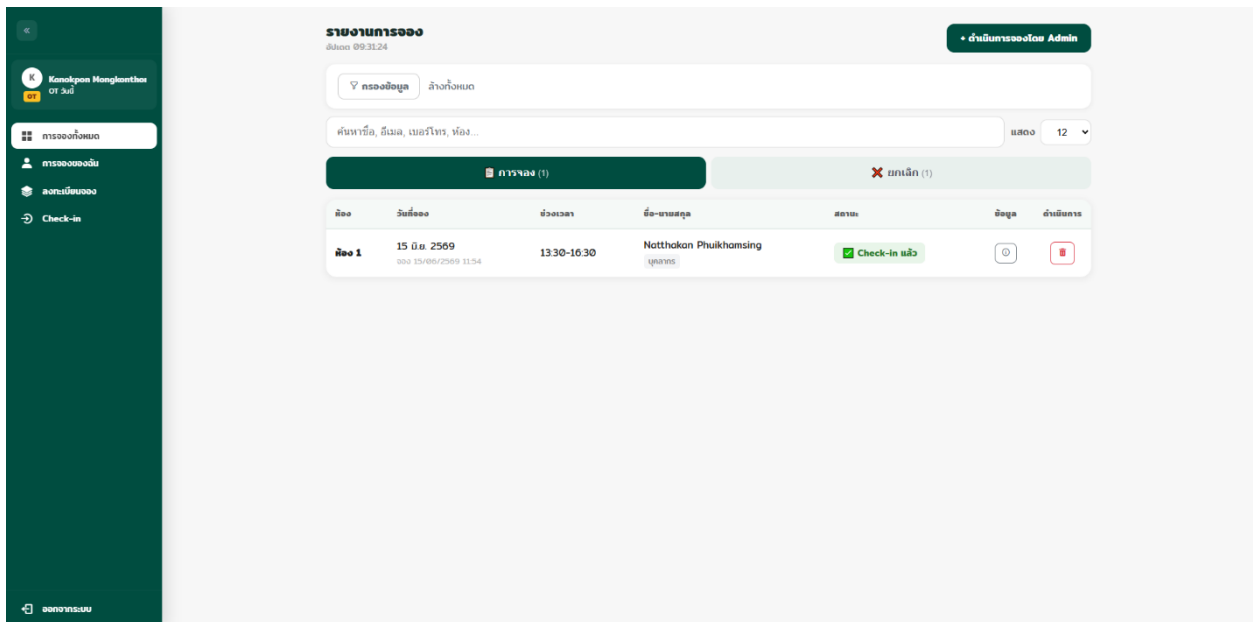 «
K
Kanokpon Mongkonthor
OT
OT วันนี้
การจองทั้งหมด
การจองของฉัน
ลงทะเบียนจอง
Check-in
ออกจากระบบ
รายงานการจอง
อัปเดต 09:31:24
+ ดำเนินการจองโดย Admin
กรองข้อมูล ล้างทั้งหมด
ค้นหาชื่อ, อีเมล, เบอร์โทร, ห้อง...
แสดง 12
การจอง (1)
ยกเลิก (1)
ห้อง วันที่จอง ช่วงเวลา ชื่อ-นามสกุล สถานะ ข้อมูล ดำเนินการ
ห้อง 1 15 มิ.ย. 2569 13:30-16:30 Natthakan Phuikhamsing Check-in แล้ว
จอง 15/06/2569 11:54 บุคลากร